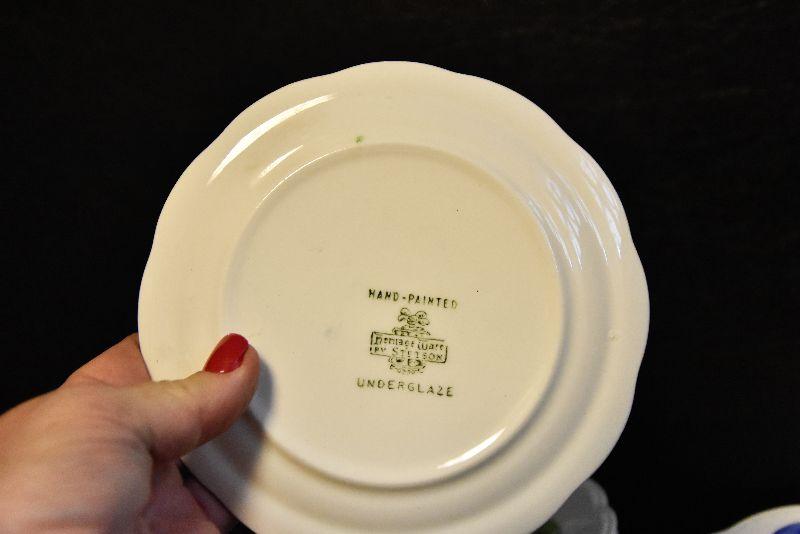 HAND-PAINTED
Heritage Ware
BY STETSON
UNDERGLAZE